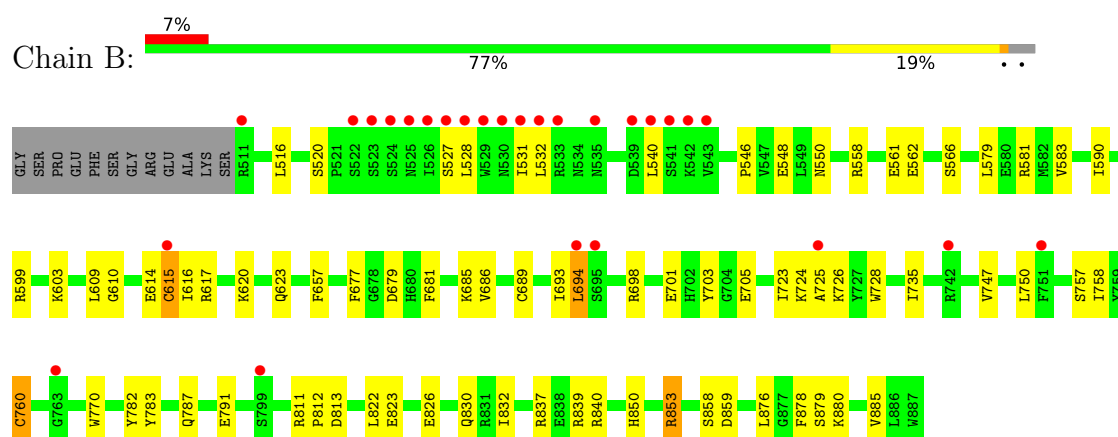 7%
Chain B:
77% 19% • •
GLY SER PRO GLU PHE SER GLY ARG GLU ALA LYS SER R511 L516 S520 P521 S522 S523 S524 N525 I526 S527 L528 W529 N530 I531 L532 R533 N534 N535 D539 L540 S541 K542 V543 P546 V547 E548 L549 N550 R558 E561 E562 S566 L579 E580 R581 M582 V583 I590
R599 K603 L609 G610 E614 C615 I616 R617 K620 Q623 F657 F677 G678 D679 H680 F681 K685 V686 C689 I693 L694 S695 R698 E701 H702 Y703 G704 E705 I723 K724 A725 K726 Y727 W728 I735 R742 V747 L750 F751 S757 I758 Y759
C760 G763 W770 Y782 Y783 Q787 E791 S799 R811 P812 D813 L822 E823 E826 Q830 R831 I832 R837 E838 R839 R840 H850 R853 S858 D859 L876 G877 F878 S879 K880 V885 L886 W887